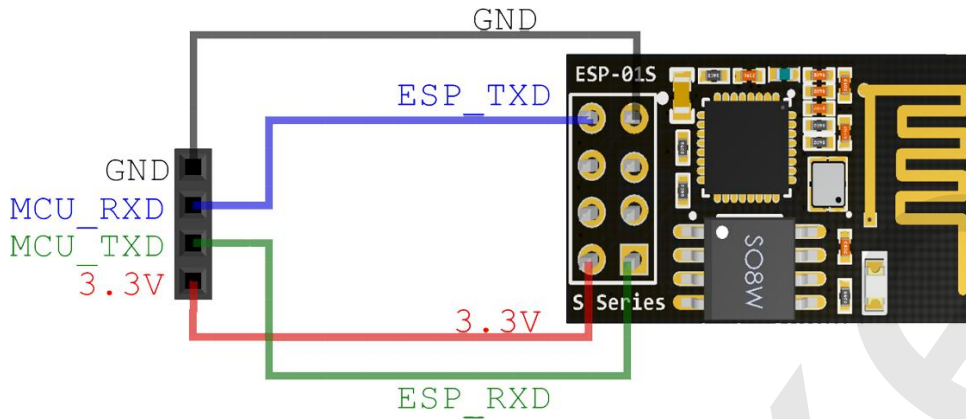 GND
ESP_TXD
ESP-01S
GND
MCU_RXD
MCU_TXD
3.3V
3.3V
ESP_RXD
SO8W
S Series